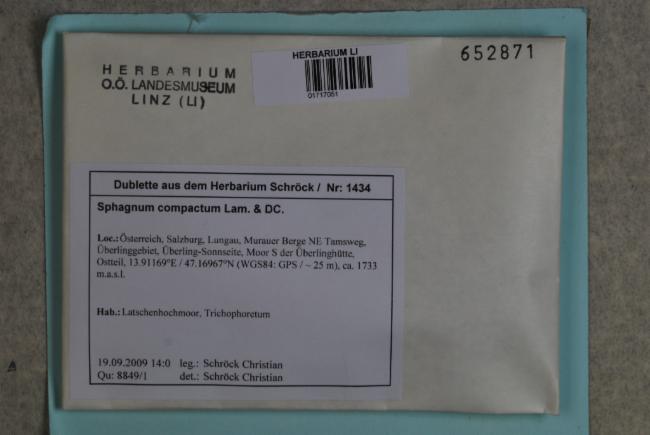 HERBARIUM
O.Ö. LANDESMUSEUM
LINZ (LI)
HERBARIUM LI
01717051
652871
Dublette aus dem Herbarium Schröck / Nr: 1434
Sphagnum compactum Lam. & DC.
Loc.: Österreich, Salzburg, Lungau, Murauer Berge NE Tamsweg,
Überlinggebiet, Überling-Sonnseite, Moor S der Überlinghütte,
Ostteil, 13.91169°E / 47.16967°N (WGS84: GPS / ~ 25 m), ca. 1733
m.a.s.l.
Hab.: Latschenhochmoor, Trichophoretum
19.09.2009 14:0 leg.: Schröck Christian
Qu: 8849/1 det.: Schröck Christian